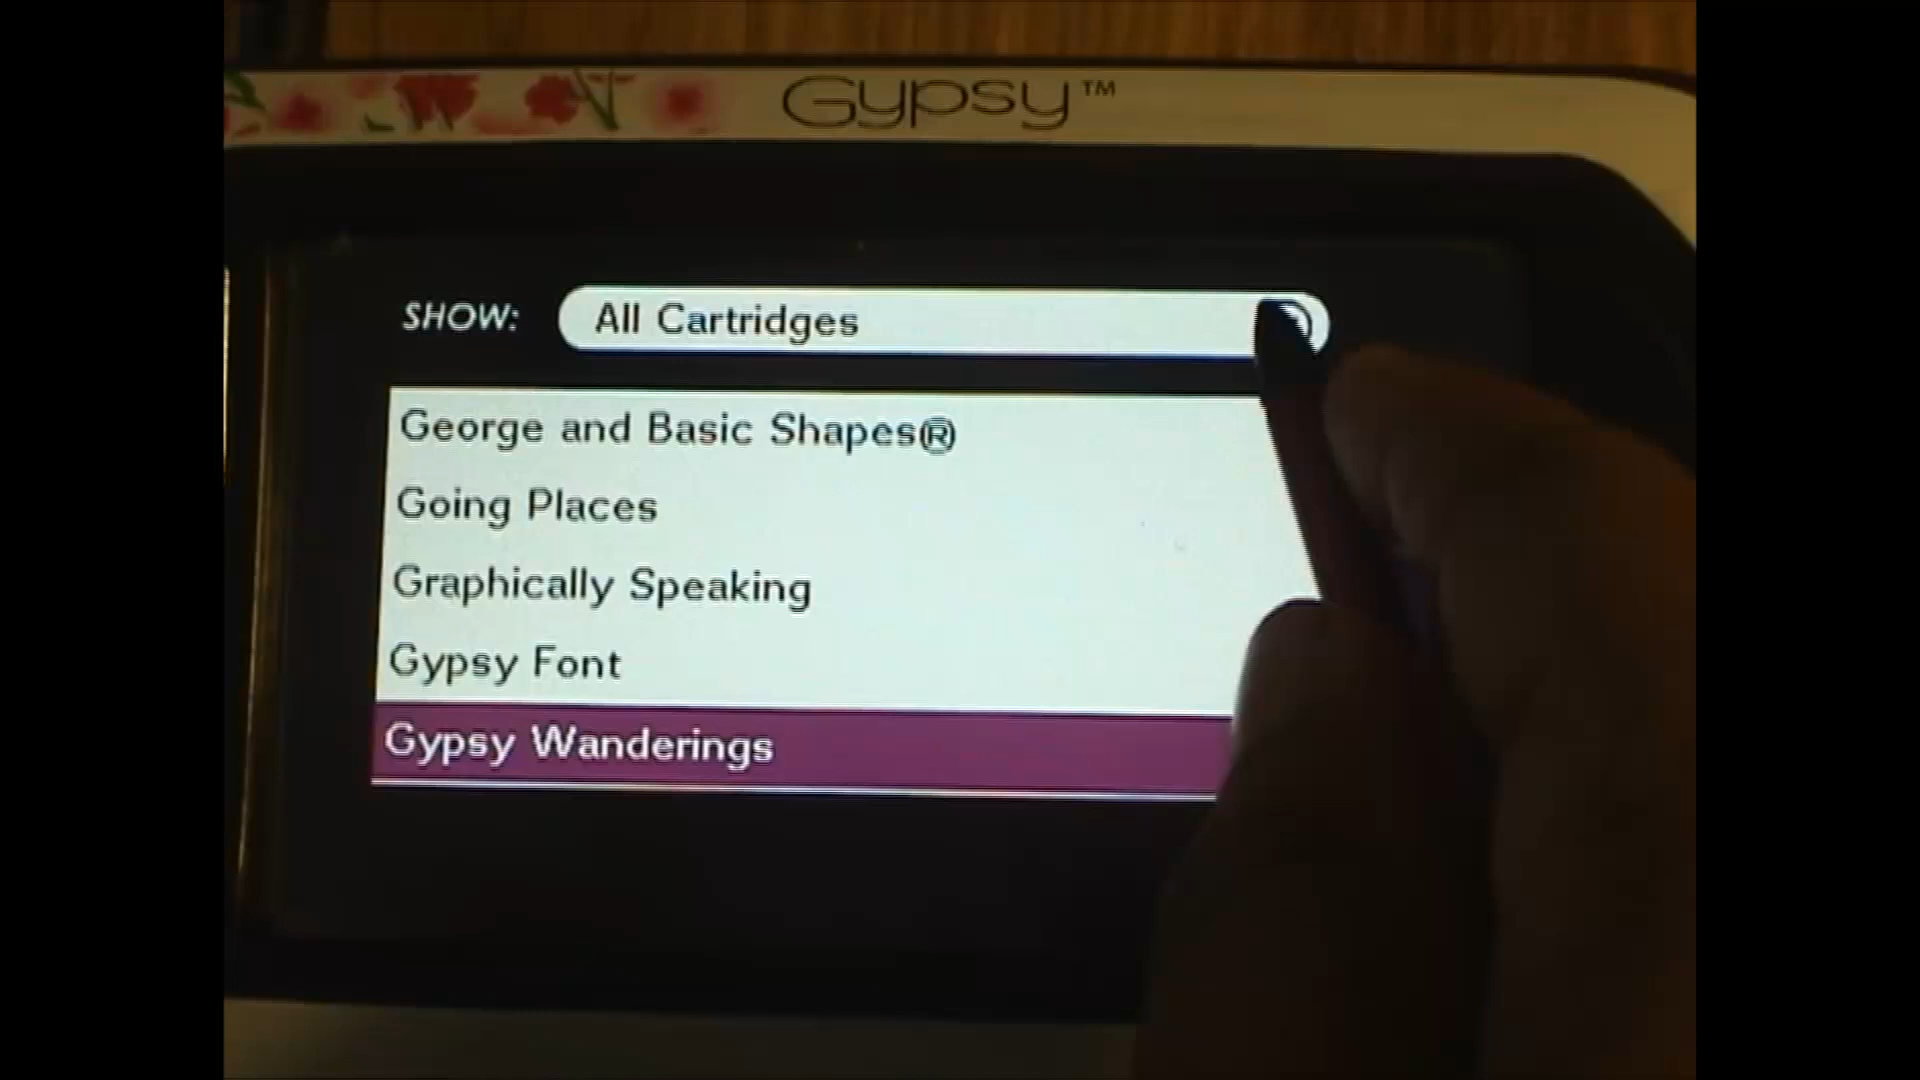 Gypsy™
SHOW: All Cartridges
George and Basic Shapes®
Going Places
Graphically Speaking
Gypsy Font
Gypsy Wanderings